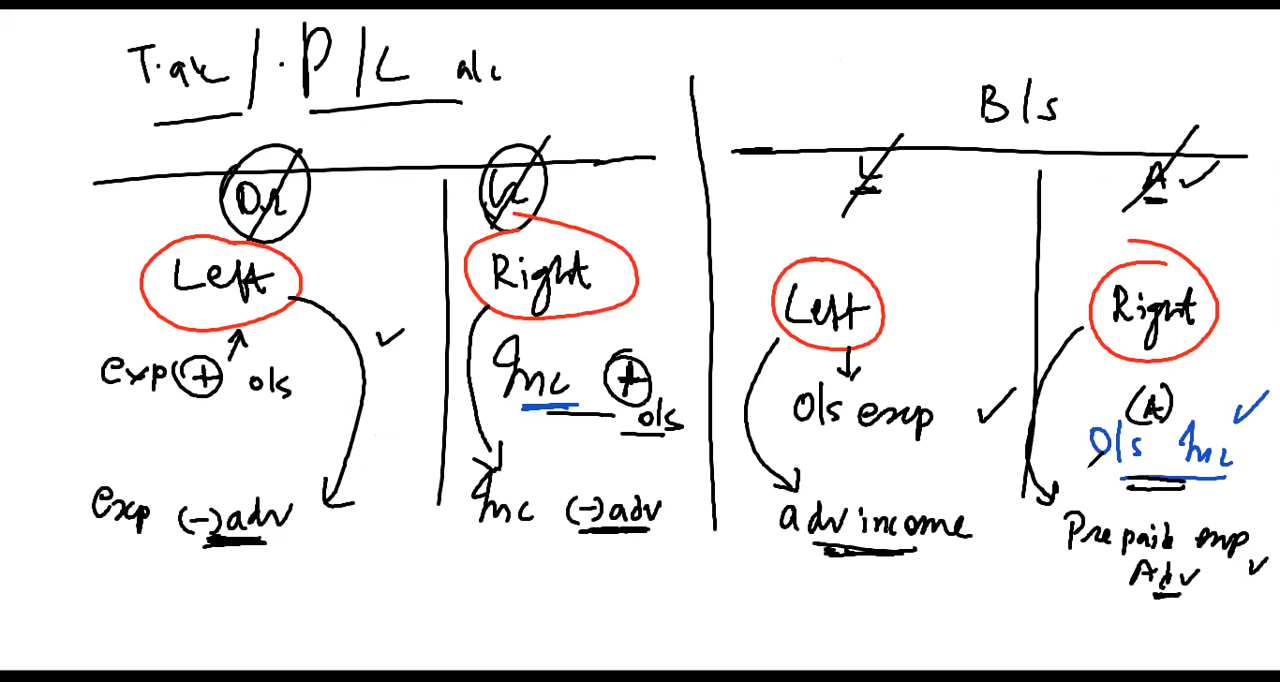 T.a/c / .P/L a/c
Dr Cr
Left Right
exp (+) o/s
Inc (+) o/s
exp (-) adv
Inc (-) adv
B/s
L A
Left Right
O/s exp
(A)
O/s Inc
adv income
Prepaid exp
Adv